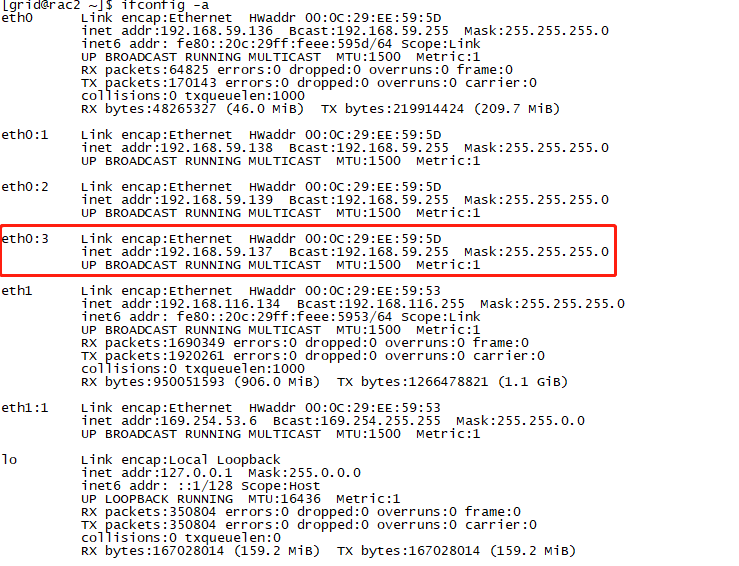 [grid@rac2 ~]$ ifconfig -a
eth0      Link encap:Ethernet  HWaddr 00:0C:29:EE:59:5D
          inet addr:192.168.59.136  Bcast:192.168.59.255  Mask:255.255.255.0
          inet6 addr: fe80::20c:29ff:feee:595d/64 Scope:Link
          UP BROADCAST RUNNING MULTICAST  MTU:1500  Metric:1
          RX packets:64825 errors:0 dropped:0 overruns:0 frame:0
          TX packets:170143 errors:0 dropped:0 overruns:0 carrier:0
          collisions:0 txqueuelen:1000
          RX bytes:48265327 (46.0 MiB)  TX bytes:219914424 (209.7 MiB)
eth0:1    Link encap:Ethernet  HWaddr 00:0C:29:EE:59:5D
          inet addr:192.168.59.138  Bcast:192.168.59.255  Mask:255.255.255.0
          UP BROADCAST RUNNING MULTICAST  MTU:1500  Metric:1
eth0:2    Link encap:Ethernet  HWaddr 00:0C:29:EE:59:5D
          inet addr:192.168.59.139  Bcast:192.168.59.255  Mask:255.255.255.0
          UP BROADCAST RUNNING MULTICAST  MTU:1500  Metric:1
eth0:3    Link encap:Ethernet  HWaddr 00:0C:29:EE:59:5D
          inet addr:192.168.59.137  Bcast:192.168.59.255  Mask:255.255.255.0
          UP BROADCAST RUNNING MULTICAST  MTU:1500  Metric:1
eth1      Link encap:Ethernet  HWaddr 00:0C:29:EE:59:53
          inet addr:192.168.116.134  Bcast:192.168.116.255  Mask:255.255.255.0
          inet6 addr: fe80::20c:29ff:feee:5953/64 Scope:Link
          UP BROADCAST RUNNING MULTICAST  MTU:1500  Metric:1
          RX packets:1690349 errors:0 dropped:0 overruns:0 frame:0
          TX packets:1920261 errors:0 dropped:0 overruns:0 carrier:0
          collisions:0 txqueuelen:1000
          RX bytes:950051593 (906.0 MiB)  TX bytes:1266478821 (1.1 GiB)
eth1:1    Link encap:Ethernet  HWaddr 00:0C:29:EE:59:53
          inet addr:169.254.53.6  Bcast:169.254.255.255  Mask:255.255.0.0
          UP BROADCAST RUNNING MULTICAST  MTU:1500  Metric:1
lo        Link encap:Local Loopback
          inet addr:127.0.0.1  Mask:255.0.0.0
          inet6 addr: ::1/128 Scope:Host
          UP LOOPBACK RUNNING  MTU:16436  Metric:1
          RX packets:350804 errors:0 dropped:0 overruns:0 frame:0
          TX packets:350804 errors:0 dropped:0 overruns:0 carrier:0
          collisions:0 txqueuelen:0
          RX bytes:167028014 (159.2 MiB)  TX bytes:167028014 (159.2 MiB)